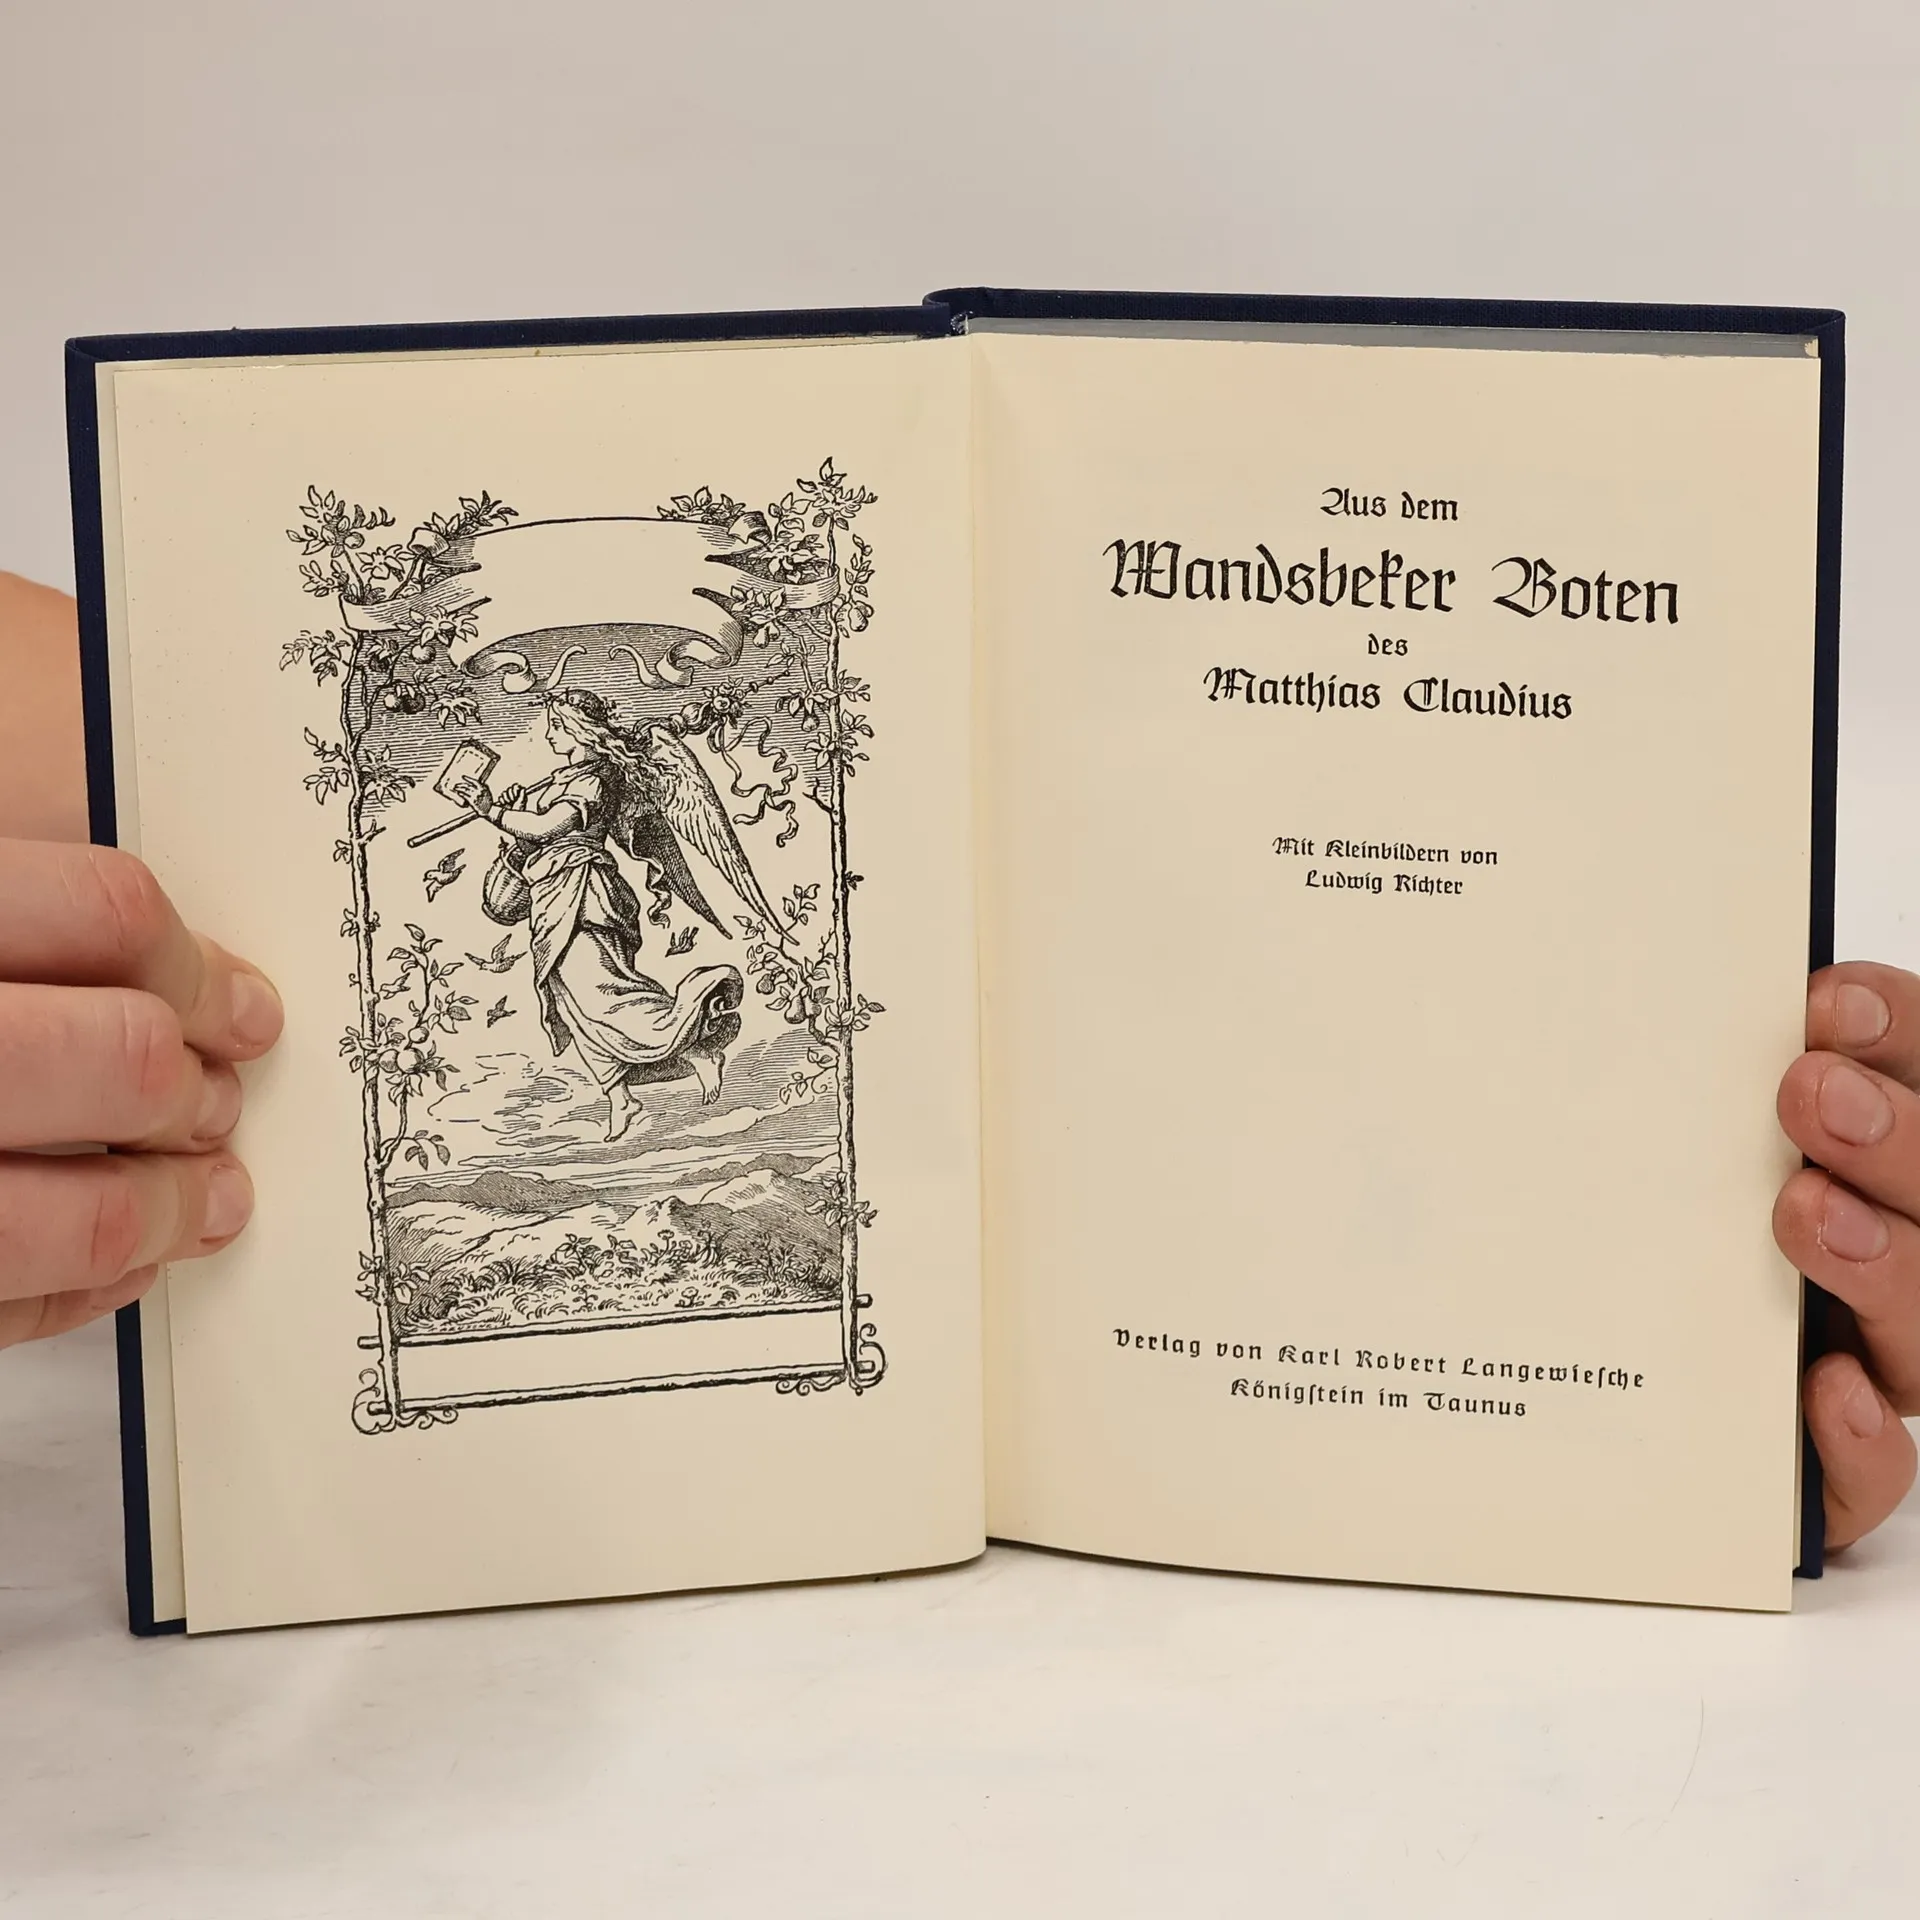 Aus dem
Wandsbeker Boten
des
Matthias Claudius
Mit Kleinbildern von
Ludwig Richter
Verlag von Karl Robert Langewieſche
Königſtein im Taunus